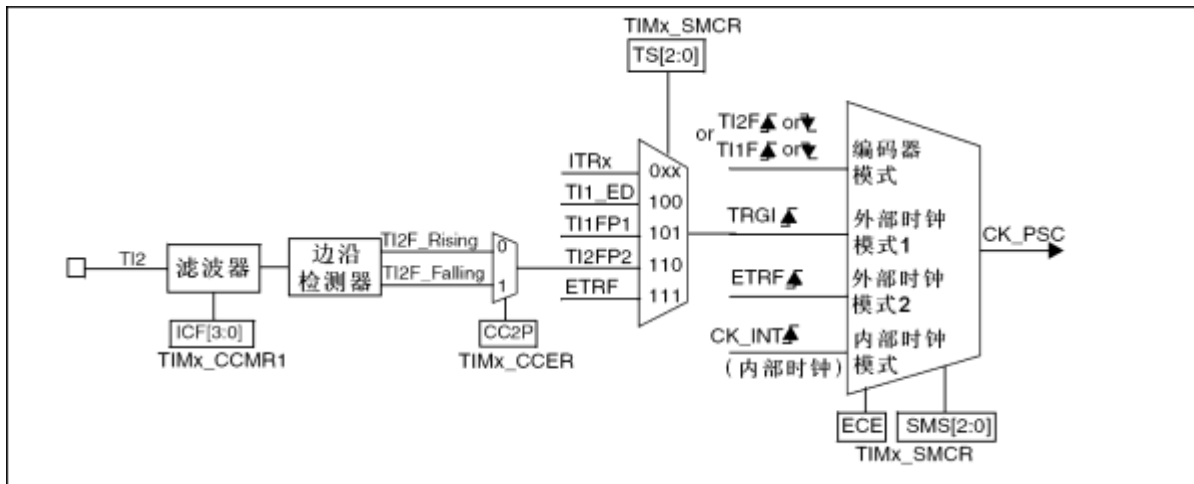 TIMx_SMCR
TS[2:0]
or TI2F or
TI1F or
编码器
模式
ITRx
0xx
TI1_ED
100
TI1FP1
101
TRGI
外部时钟
模式1
CK_PSC
TI2
滤波器
边沿
检测器
TI2F_Rising
0
TI2F_Falling
1
TI2FP2
110
ETRF
111
ETRF
外部时钟
模式2
ICF[3:0]
TIMx_CCMR1
CC2P
TIMx_CCER
CK_INT
(内部时钟)
内部时钟
模式
ECE
SMS[2:0]
TIMx_SMCR